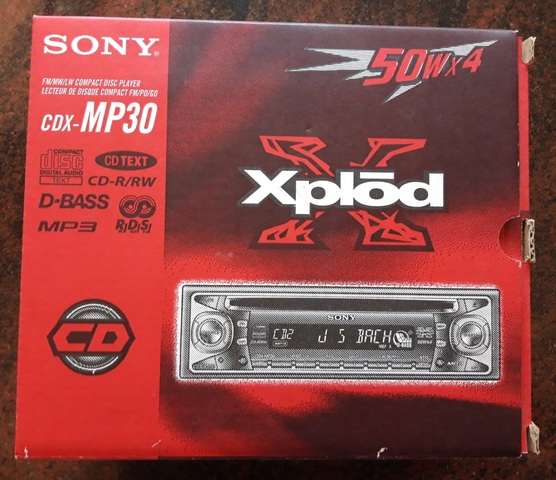 SONY®
50W×4
FM/MW/LW COMPACT DISC PLAYER
LECTEUR DE DISQUE COMPACT FM/PO/GO
CDX-MP30
COMPACT
disc
DIGITAL AUDIO
TEXT
CD TEXT
CD-R/RW
D-BASS
MP3
R·D·S
Xplōd
CD
SONY
CD2
J S BACH